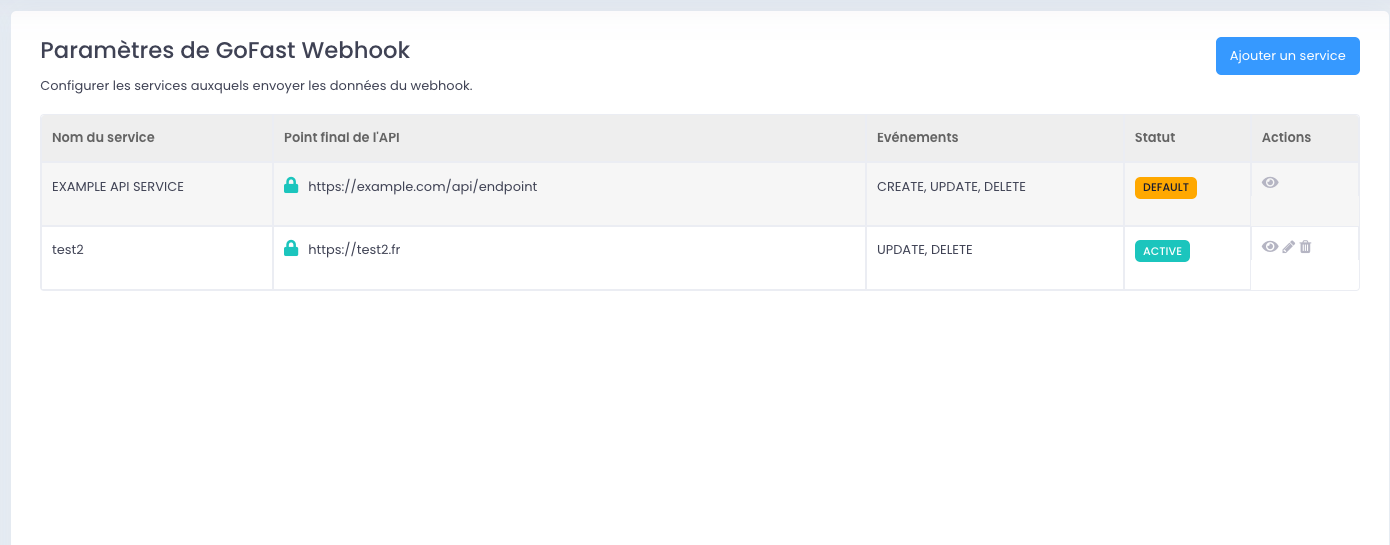 Paramètres de GoFast Webhook
Ajouter un service
Configurer les services auxquels envoyer les données du webhook.
Nom du service Point final de l'API Evénements Statut Actions
EXAMPLE API SERVICE https://example.com/api/endpoint CREATE, UPDATE, DELETE DEFAULT
test2 https://test2.fr UPDATE, DELETE ACTIVE